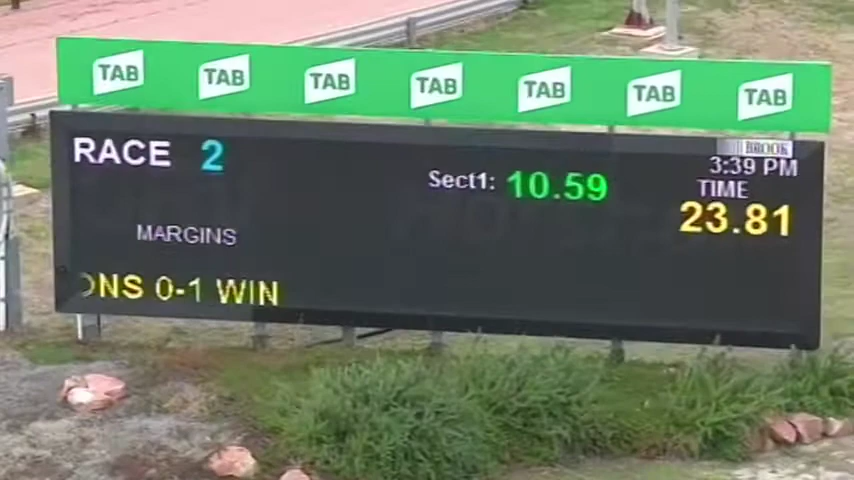 TAB TAB TAB TAB TAB TAB TAB
BROOK
RACE 2
3:39 PM
Sect1: 10.59
TIME
23.81
MARGINS
ONS 0-1 WIN